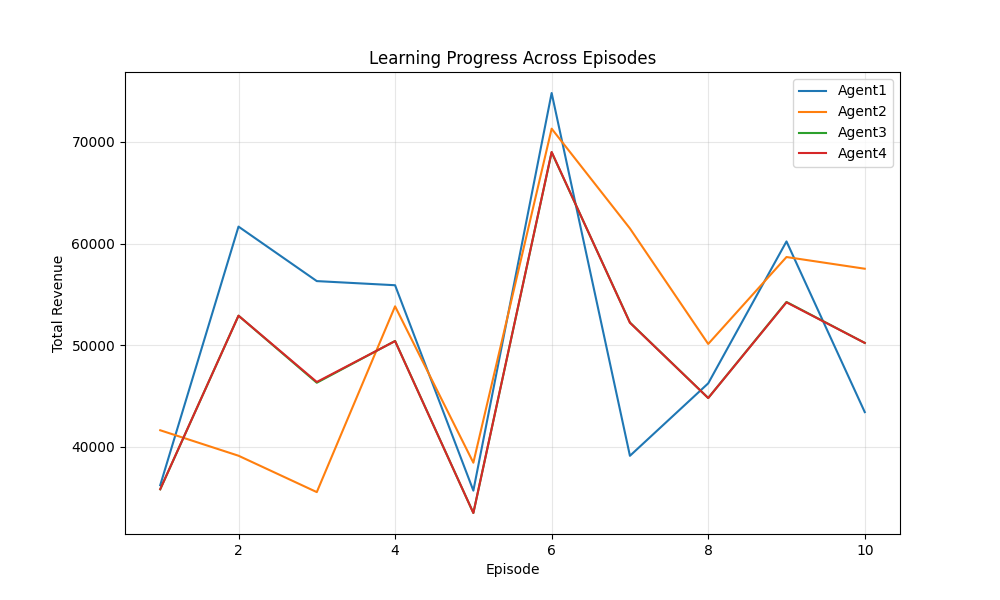 Learning Progress Across Episodes
Agent1
Agent2
Agent3
Agent4
Total Revenue
70000
60000
50000
40000
2
4
6
8
10
Episode